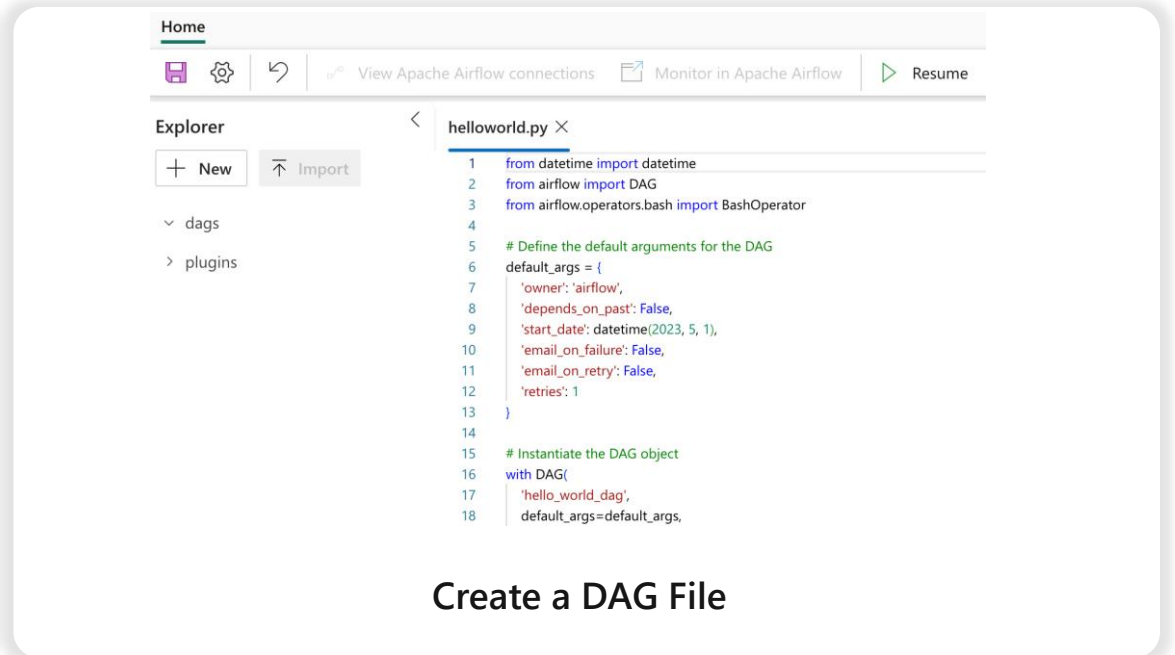 Home
View Apache Airflow connections Monitor in Apache Airflow Resume
Explorer
New Import
dags
plugins
helloworld.py
1 from datetime import datetime
2 from airflow import DAG
3 from airflow.operators.bash import BashOperator
4
5 # Define the default arguments for the DAG
6 default_args = {
7 'owner': 'airflow',
8 'depends_on_past': False,
9 'start_date': datetime(2023, 5, 1),
10 'email_on_failure': False,
11 'email_on_retry': False,
12 'retries': 1
13 }
14
15 # Instantiate the DAG object
16 with DAG(
17 'hello_world_dag',
18 default_args=default_args,
Create a DAG File